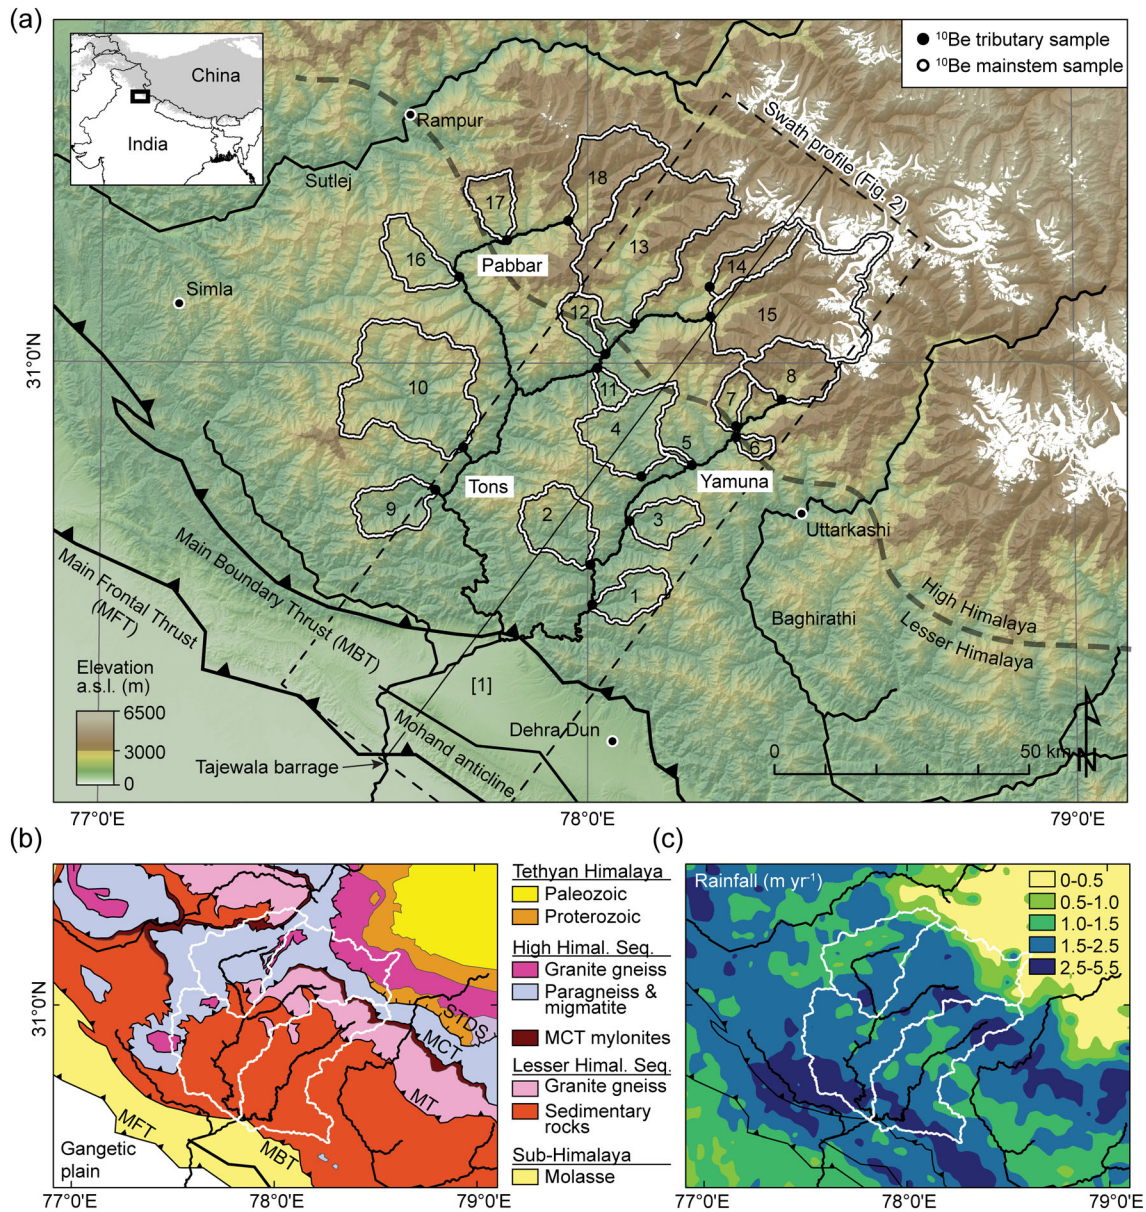 (a)
China
India
¹⁰Be tributary sample
¹⁰Be mainstem sample
Rampur
Swath profile (Fig. 2)
Sutlej
17
18
13
16
Pabbar
14
Simla
12
15
31°0'N
10
11
7
8
4
5
6
Tons
Yamuna
9
2
3
Uttarkashi
1
Main Boundary Thrust (MBT)
Main Frontal Thrust
(MFT)
Baghirathi
High Himalaya
Lesser Himalaya
[1]
Elevation
a.s.l. (m)
6500
3000
0
Dehra Dun
Mohand anticline
Tajewala barrage
0
50 km
N
77°0'E
78°0'E
79°0'E
(b)
31°0'N
STDS
MCT
MT
MFT
MBT
Gangetic
plain
77°0'E
78°0'E
79°0'E
Tethyan Himalaya
Paleozoic
Proterozoic
High Himal. Seq.
Granite gneiss
Paragneiss &
migmatite
MCT mylonites
Lesser Himal. Seq.
Granite gneiss
Sedimentary
rocks
Sub-Himalaya
Molasse
(c)
Rainfall (m yr⁻¹)
0-0.5
0.5-1.0
1.0-1.5
1.5-2.5
2.5-5.5
77°0'E
78°0'E
79°0'E